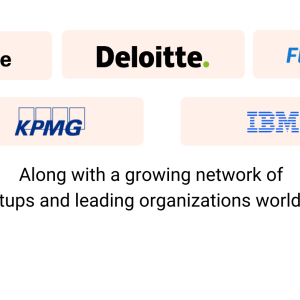 e Deloitte. F
KPMG IBM
Along with a growing network of
tups and leading organizations world